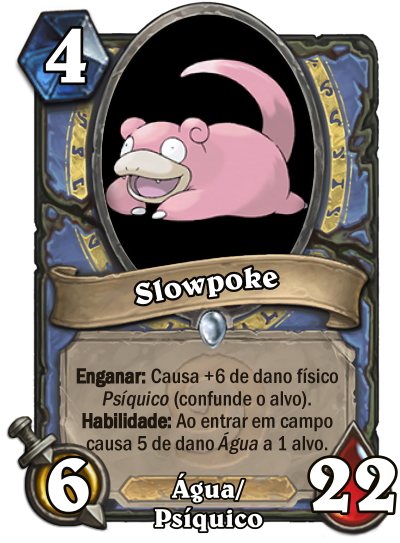 4
Slowpoke
Enganar: Causa +6 de dano físico
Psíquico (confunde o alvo).
Habilidade: Ao entrar em campo
causa 5 de dano Água a 1 alvo.
6
Água/
Psíquico
22